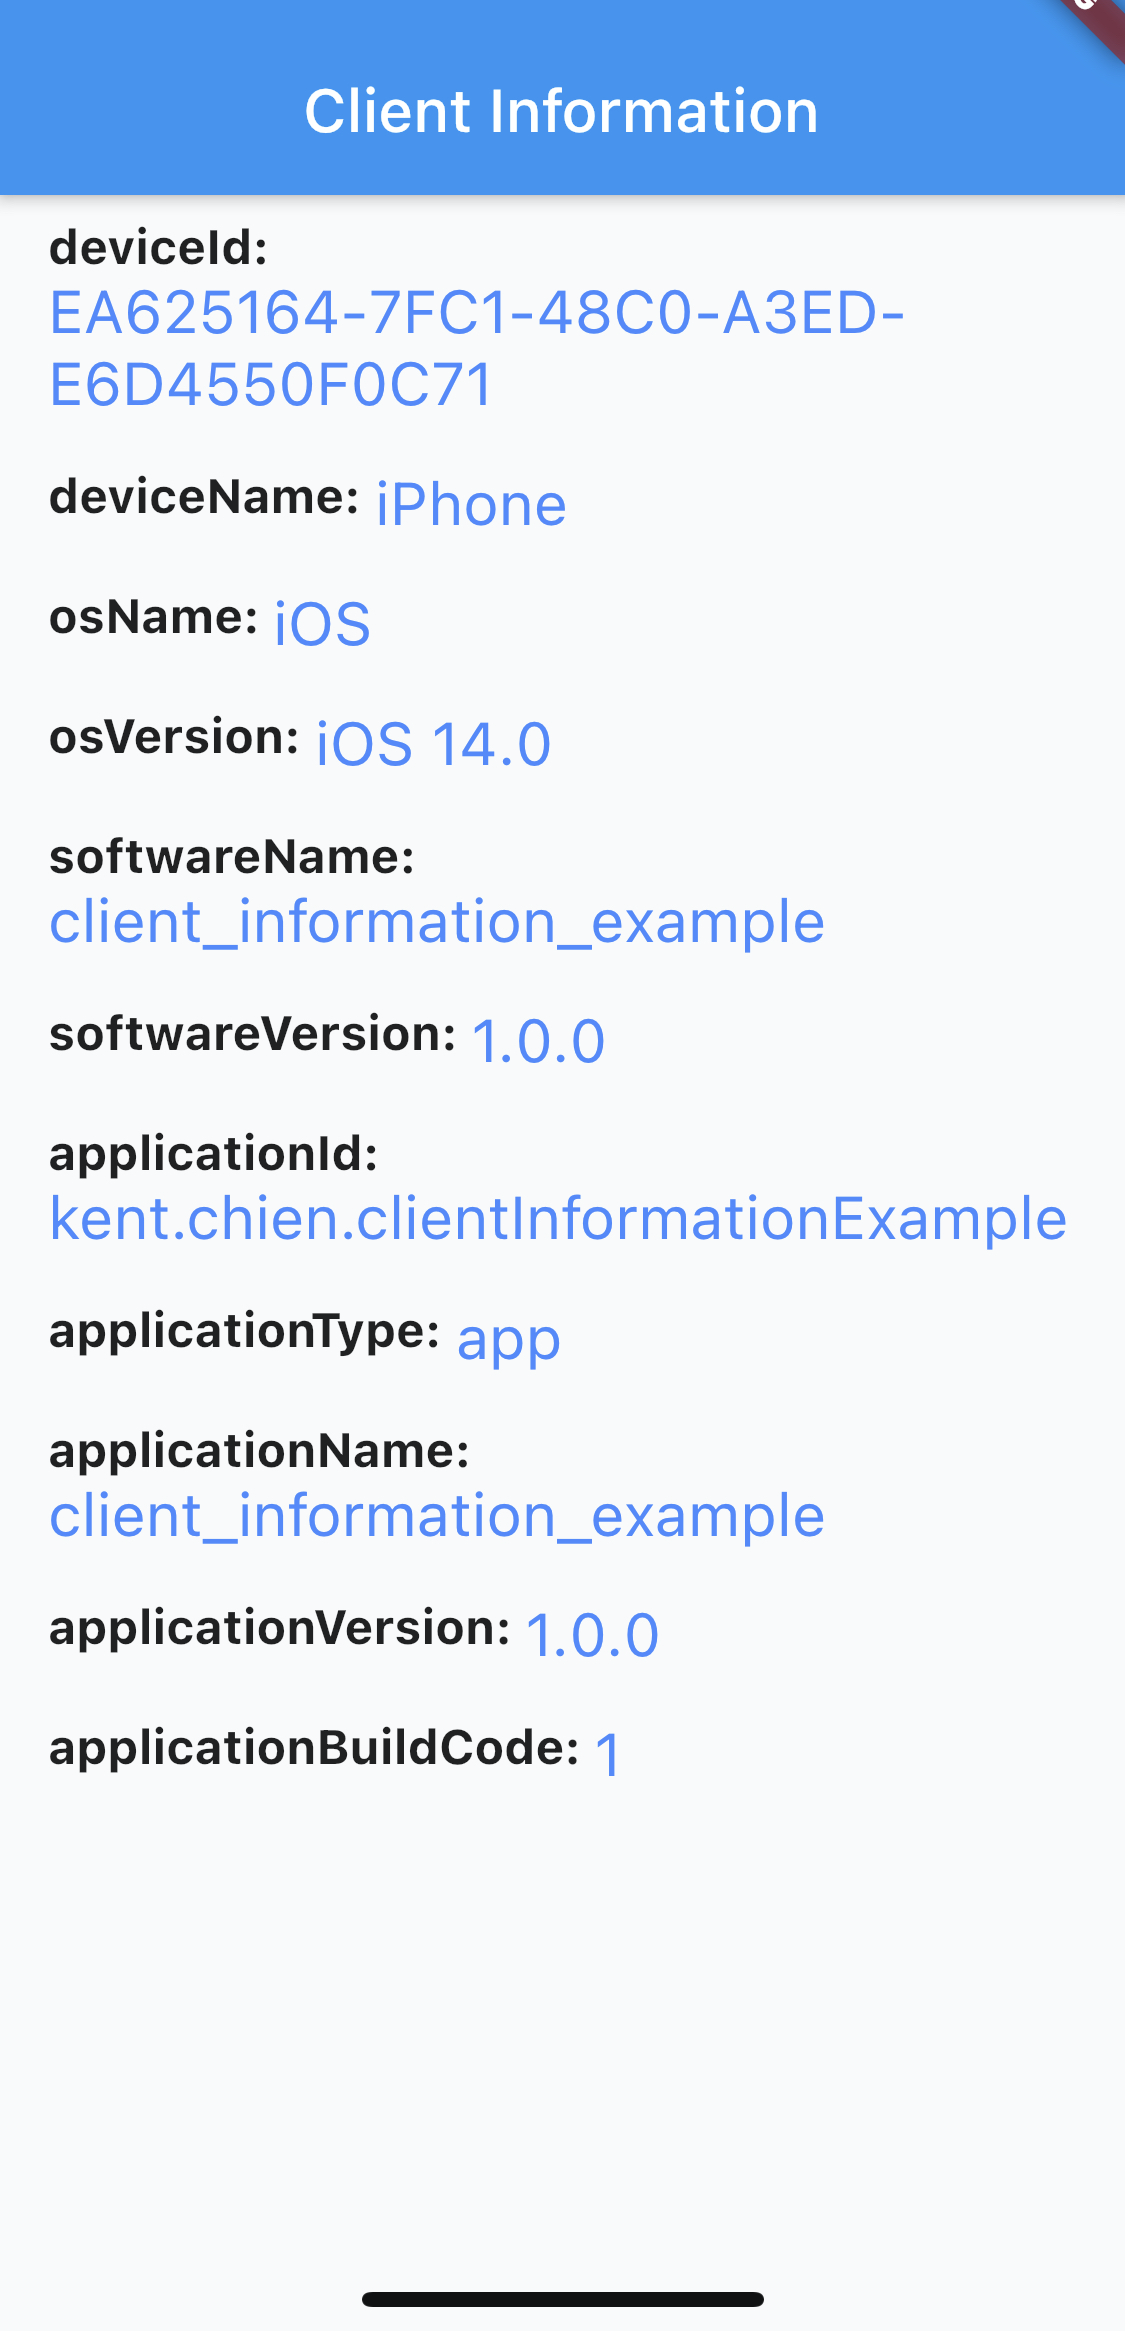 Client Information
deviceId:
EA625164-7FC1-48C0-A3ED-
E6D4550F0C71
deviceName: iPhone
osName: iOS
osVersion: iOS 14.0
softwareName:
client_information_example
softwareVersion: 1.0.0
applicationId:
kent.chien.clientInformationExample
applicationType: app
applicationName:
client_information_example
applicationVersion: 1.0.0
applicationBuildCode: 1